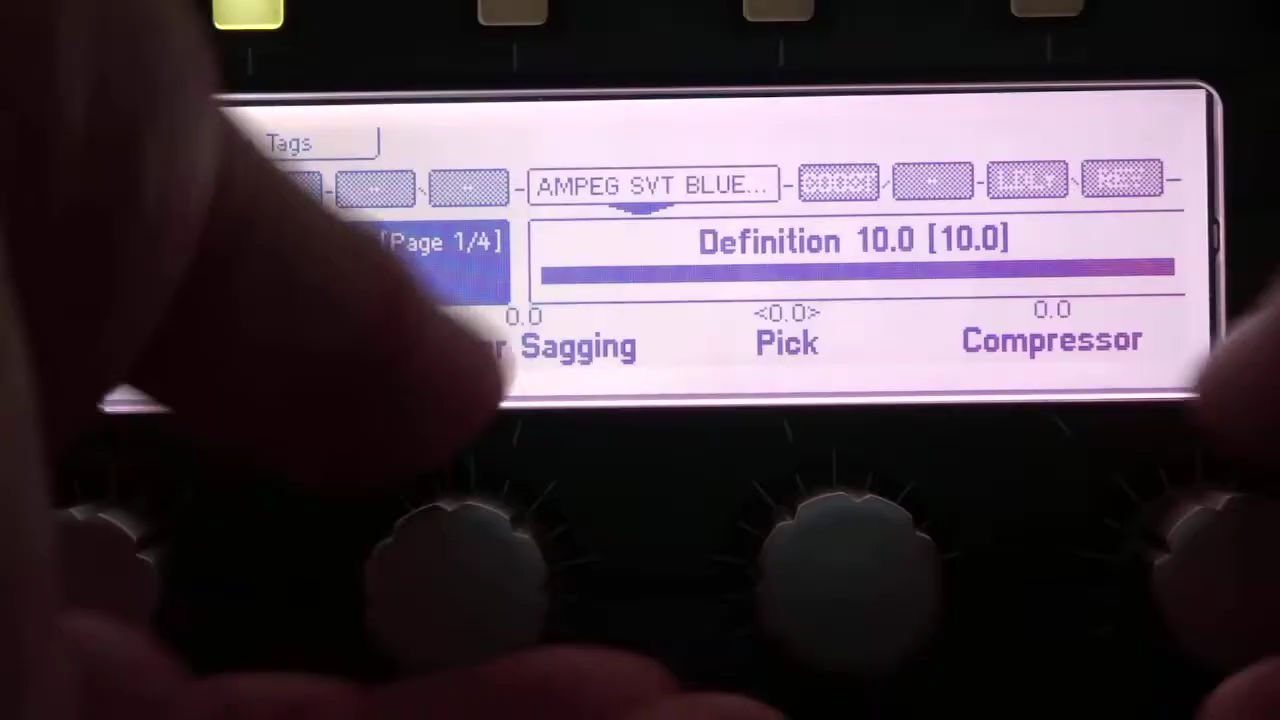 Tags
- - AMPEG SVT BLUE... -
[Page 1/4] Definition 10.0 [10.0]
0.0 <0.0> 0.0
Sagging Pick Compressor